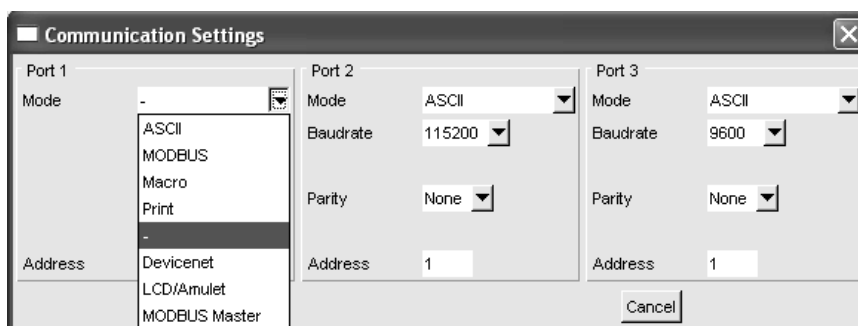 Communication Settings
Port 1
Mode
-
ASCII
MODBUS
Macro
Print
-
Devicenet
LCD/Amulet
MODBUS Master
Address
Port 2
Mode ASCII
Baudrate 115200
Parity None
Address 1
Port 3
Mode ASCII
Baudrate 9600
Parity None
Address 1
Cancel